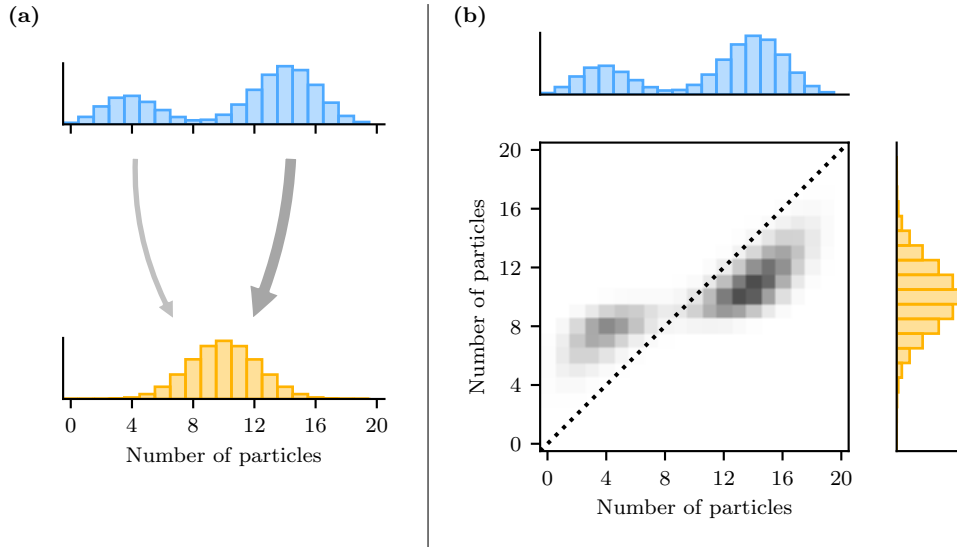 (a)
0 4 8 12 16 20
Number of particles
(b)
20
16
12
8
4
0
Number of particles
0 4 8 12 16 20
Number of particles